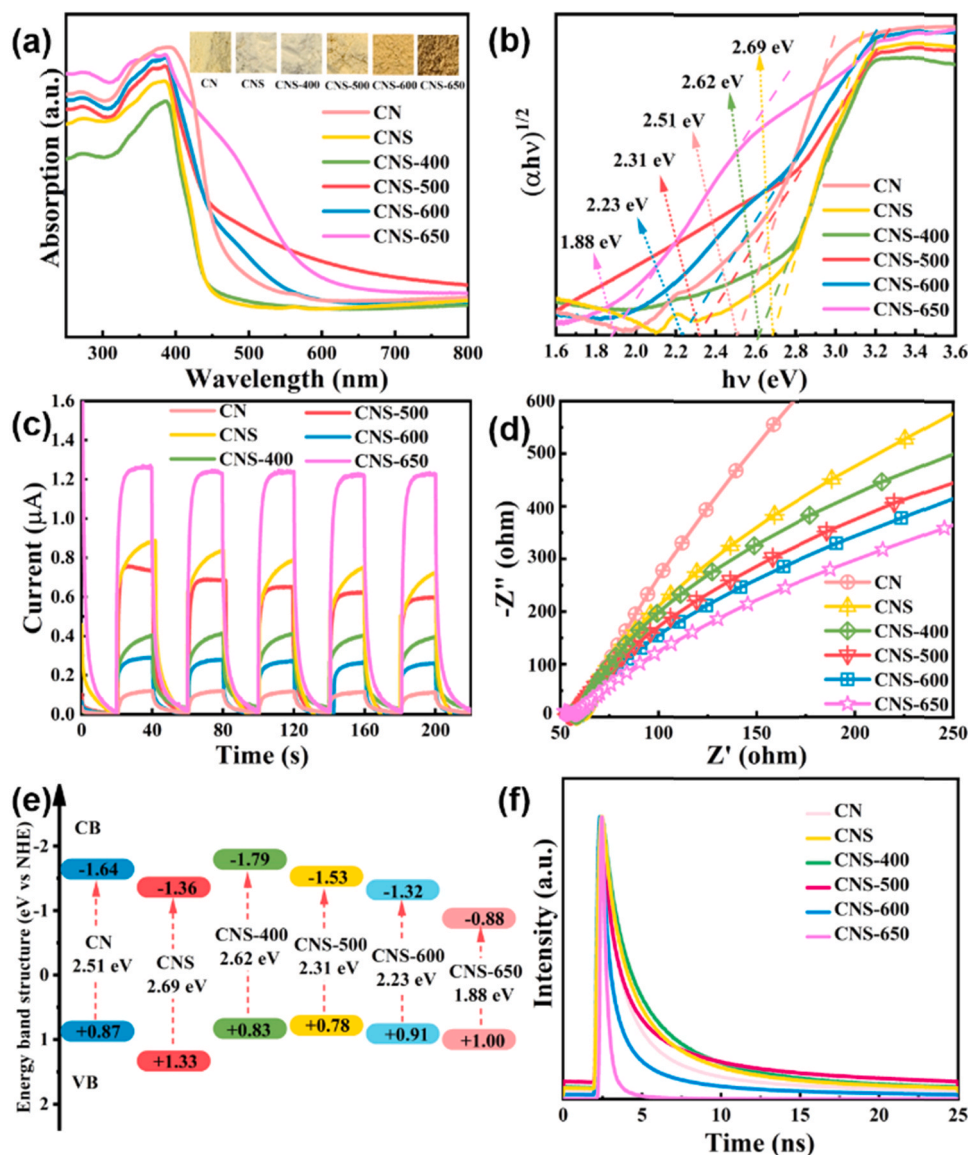 (a)
Absorption (a.u.)
CN CNS CNS-400 CNS-500 CNS-600 CNS-650
CN
CNS
CNS-400
CNS-500
CNS-600
CNS-650
300 400 500 600 700 800
Wavelength (nm)
(b)
(αhν)1/2
2.69 eV
2.62 eV
2.51 eV
2.31 eV
2.23 eV
1.88 eV
CN
CNS
CNS-400
CNS-500
CNS-600
CNS-650
1.6 2.0 2.4 2.8 3.2 3.6
hν (eV)
(c)
Current (μA)
1.6
1.4
1.2
1.0
0.8
0.6
0.4
0.2
0.0
CN CNS-500
CNS CNS-600
CNS-400 CNS-650
0 40 80 120 160 200
Time (s)
(d)
-Z'' (ohm)
600
500
400
300
200
100
0
CN
CNS
CNS-400
CNS-500
CNS-600
CNS-650
50 100 150 200 250
Z' (ohm)
(e)
Energy band structure (eV vs NHE)
-2
-1
0
1
2
CB
-1.64 -1.36 -1.79 -1.53 -1.32 -0.88
CN
2.51 eV
CNS
2.69 eV
CNS-400
2.62 eV
CNS-500
2.31 eV
CNS-600
2.23 eV
CNS-650
1.88 eV
+0.87 +1.33 +0.83 +0.78 +0.91 +1.00
VB
(f)
Intensity (a.u.)
CN
CNS
CNS-400
CNS-500
CNS-600
CNS-650
0 5 10 15 20 25
Time (ns)